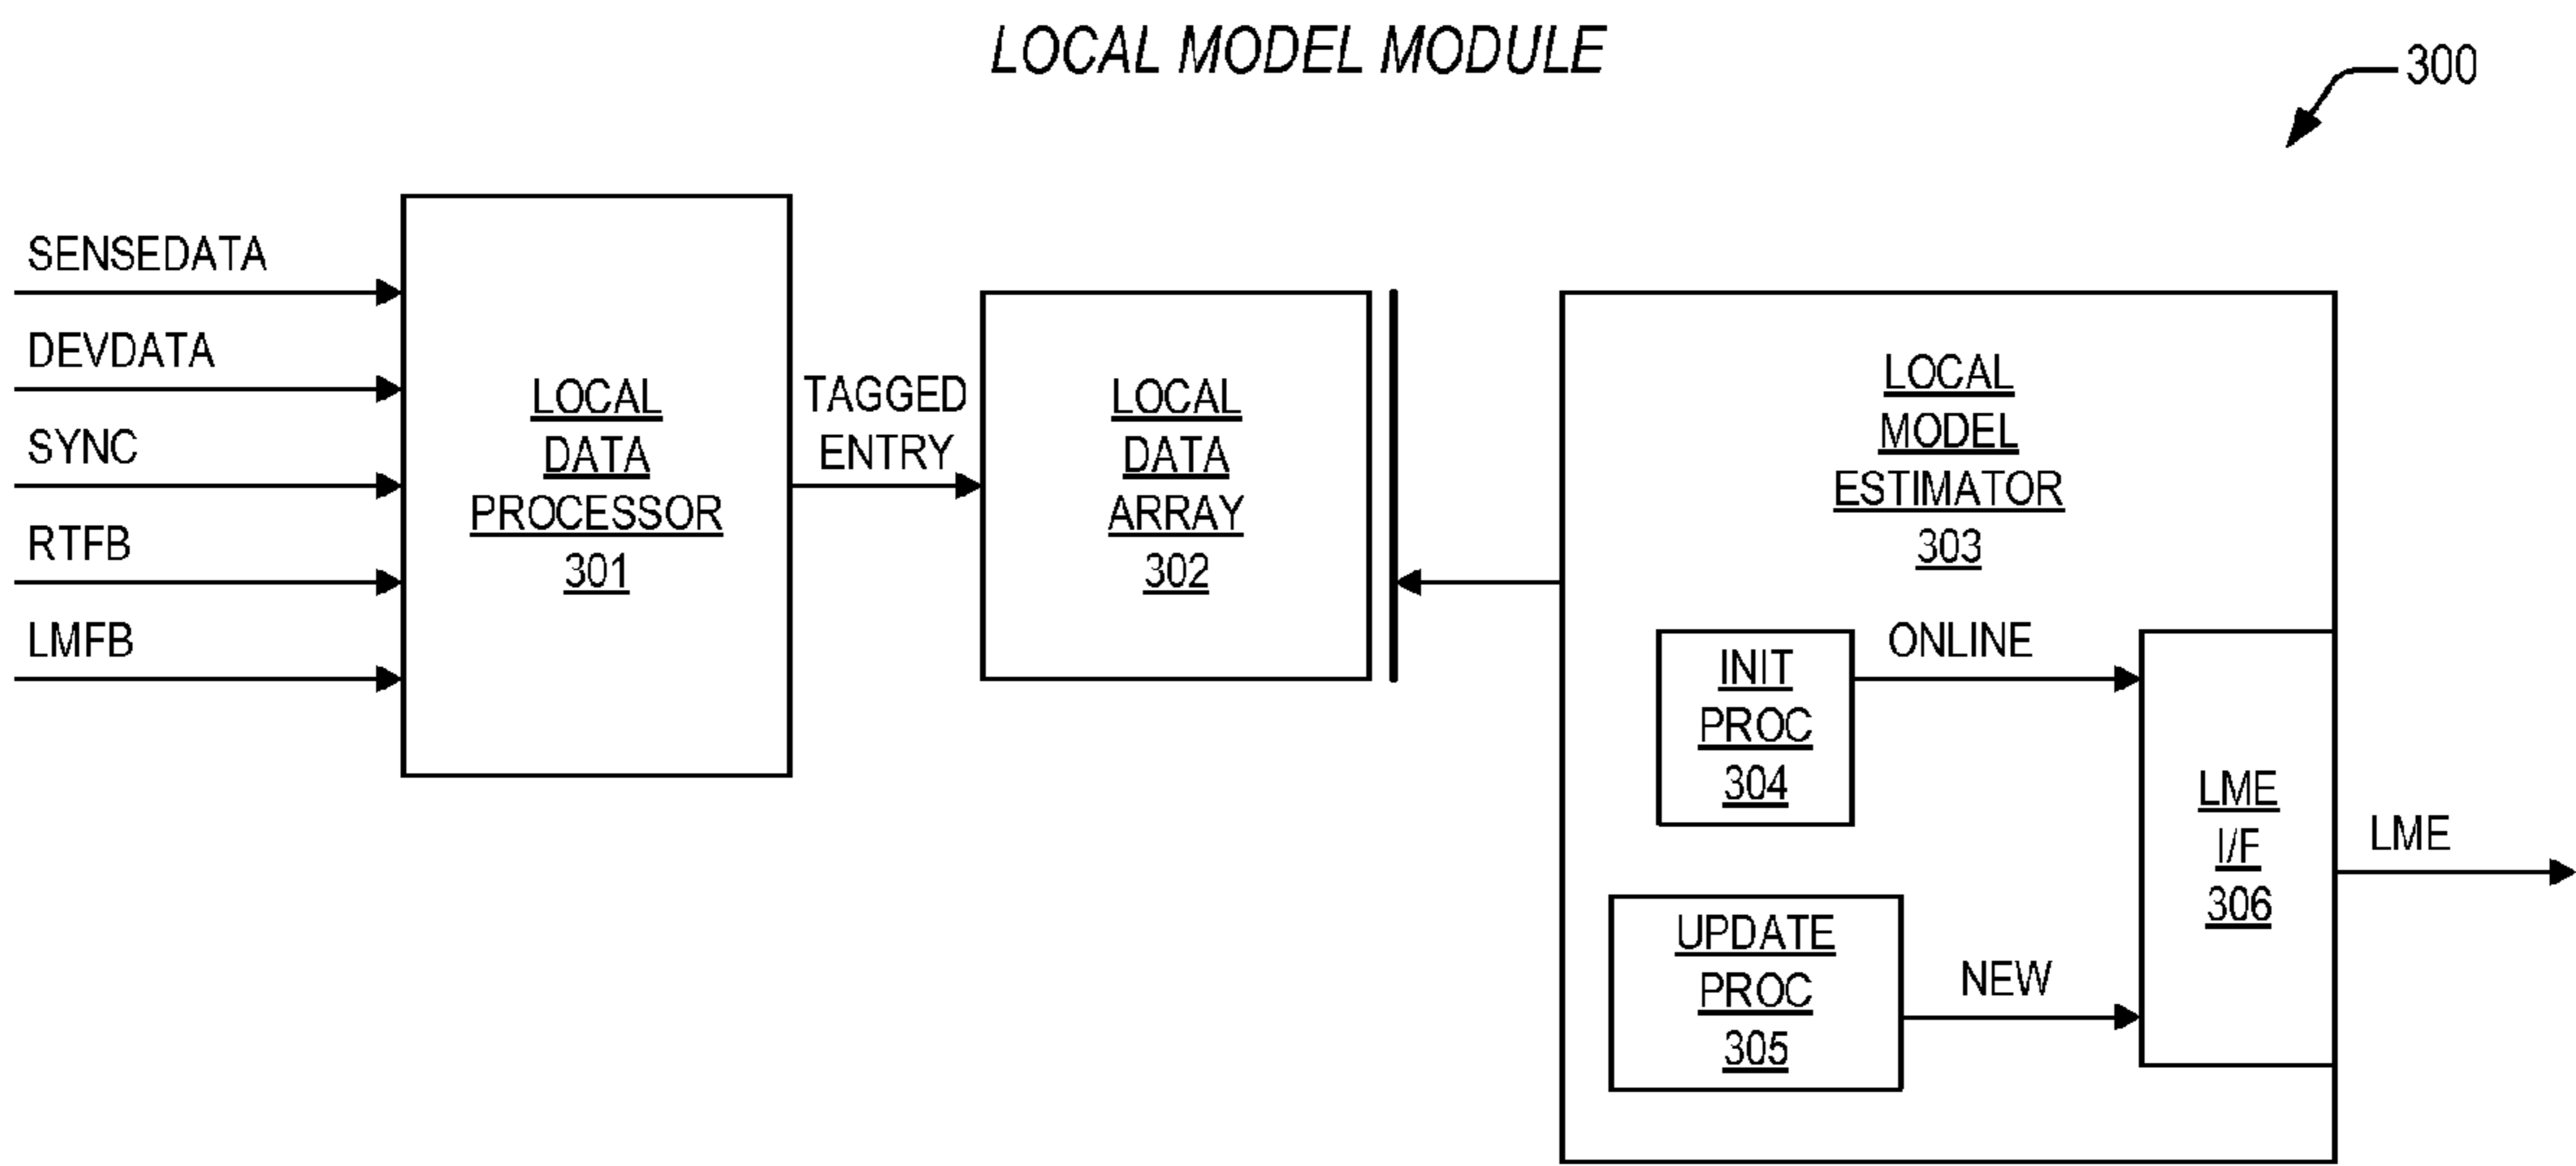 LOCAL MODEL MODULE
300
SENSEDATA
DEVDATA
SYNC
RTFB
LMFB
LOCAL
DATA
PROCESSOR
301
TAGGED
ENTRY
LOCAL
DATA
ARRAY
302
LOCAL
MODEL
ESTIMATOR
303
INIT
PROC
304
ONLINE
UPDATE
PROC
305
NEW
LME
I/F
306
LME